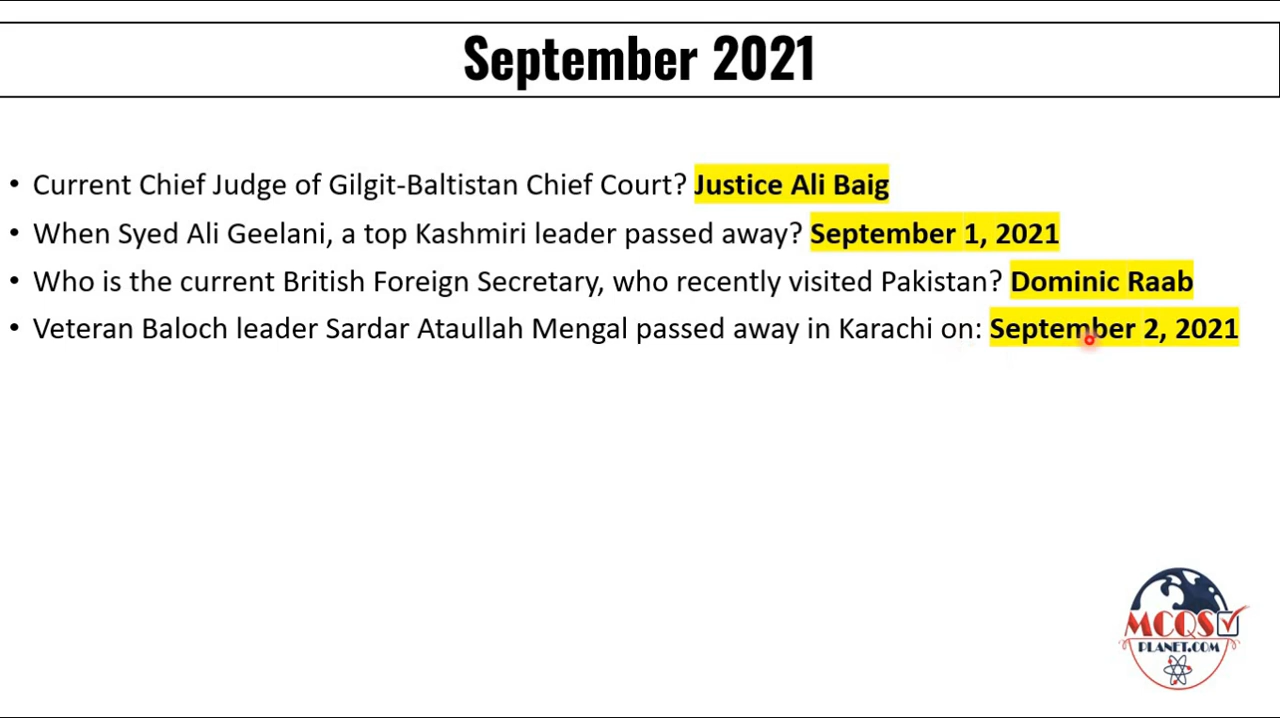 September 2021
• Current Chief Judge of Gilgit-Baltistan Chief Court? Justice Ali Baig
• When Syed Ali Geelani, a top Kashmiri leader passed away? September 1, 2021
• Who is the current British Foreign Secretary, who recently visited Pakistan? Dominic Raab
• Veteran Baloch leader Sardar Ataullah Mengal passed away in Karachi on: September 2, 2021
MCQS
PLANET.COM